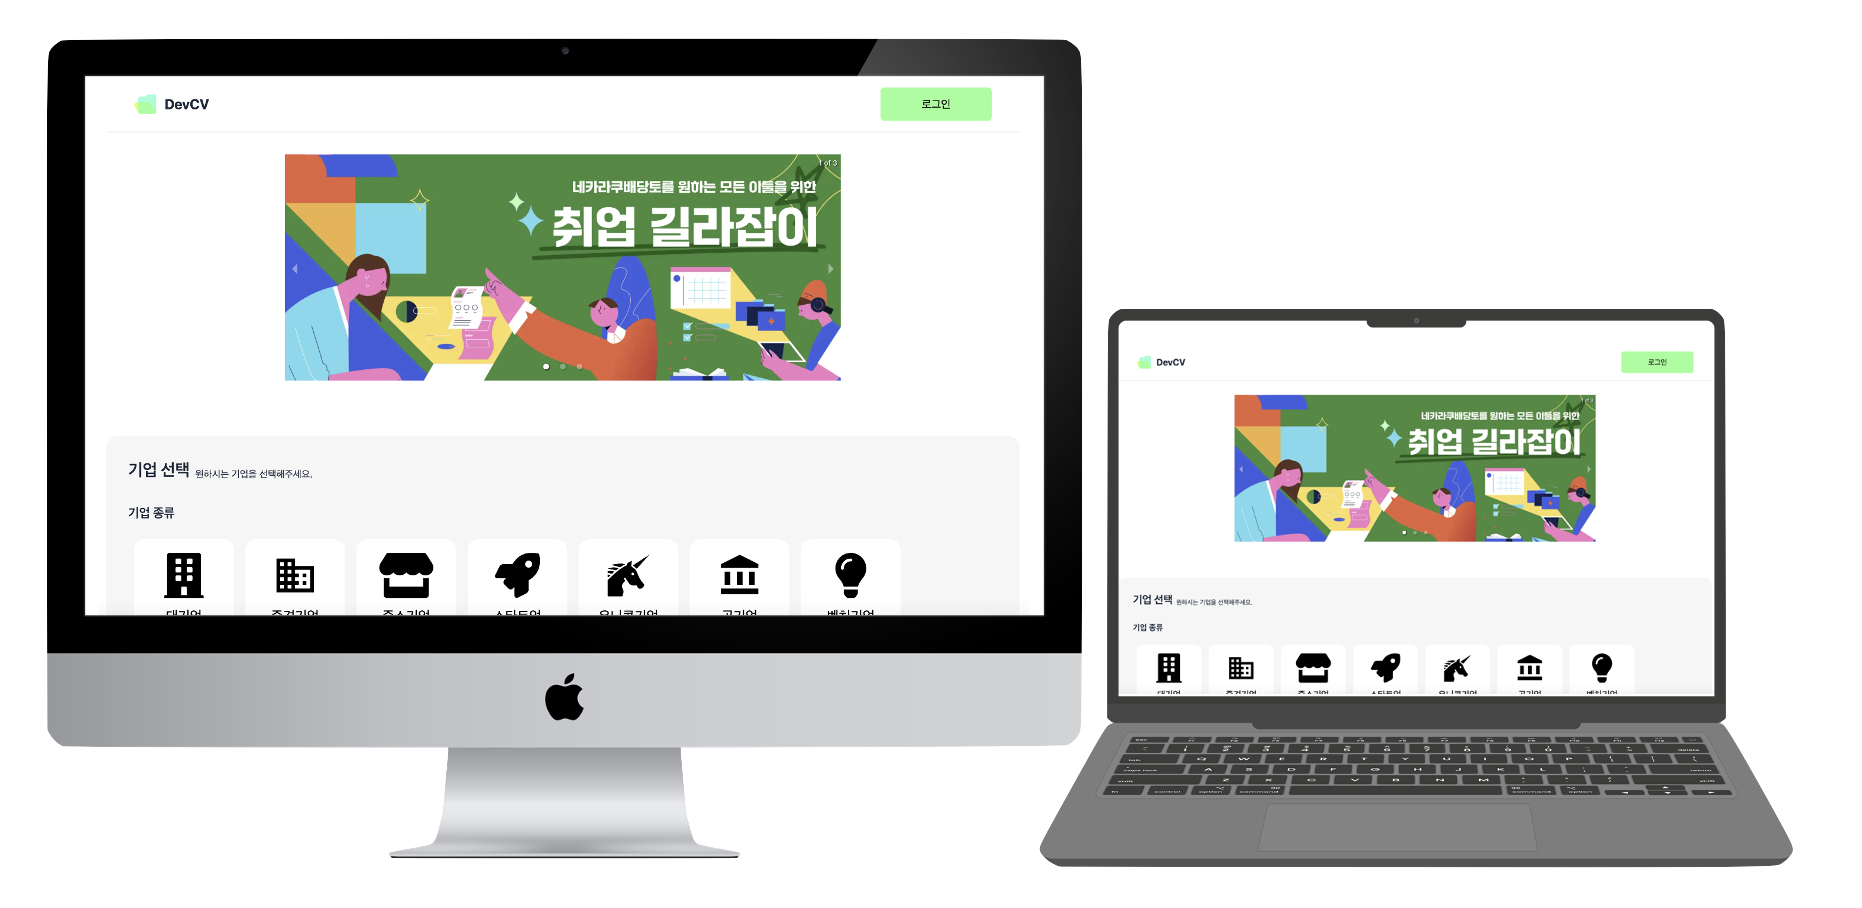 DevCV
로그인
1 of 3
네카라쿠배당토를 원하는 모든 이들을 위한
취업 길라잡이
기업 선택 원하시는 기업을 선택해주세요.
기업 종류
대기업 중견기업 중소기업 스타트업 유니콘기업 공기업 벤처기업
DevCV
로그인
네카라쿠배당토를 원하는 모든 이들을 위한
취업 길라잡이
기업 선택 원하시는 기업을 선택해주세요.
기업 종류
대기업 중견기업 중소기업 스타트업 유니콘기업 공기업 벤처기업
Q W E R T Y U I O P
A S D F G H J K L
Z X C V B N M
control option command command option